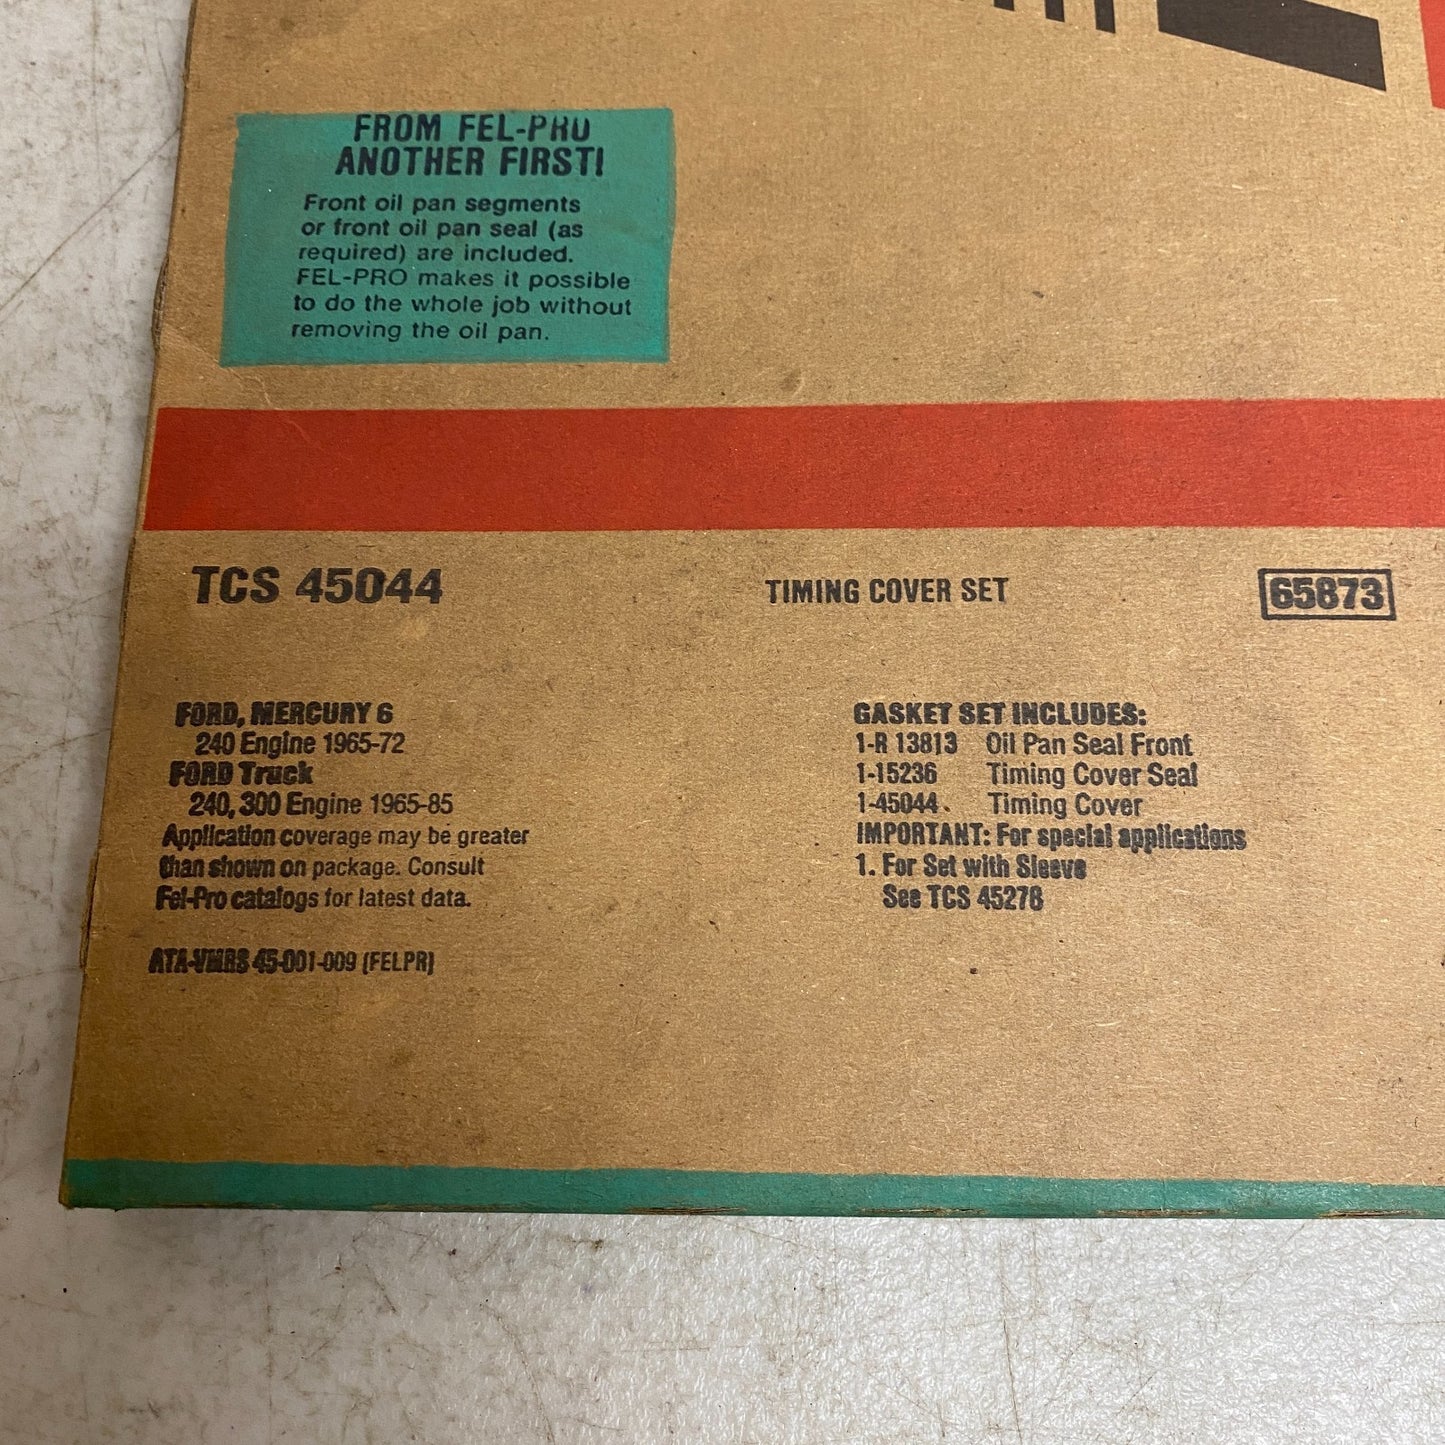 FROM FEL-PRO
ANOTHER FIRST!
Front oil pan segments
or front oil pan seal (as
required) are included.
FEL-PRO makes it possible
to do the whole job without
removing the oil pan.
TCS 45044
TIMING COVER SET
65873
FORD, MERCURY 6
240 Engine 1965-72
FORD Truck
240, 300 Engine 1965-85
Application coverage may be greater
than shown on package. Consult
Fel-Pro catalogs for latest data.
ATA-VMRS 45-001-009 (FELPR)
GASKET SET INCLUDES:
1-R 13813 Oil Pan Seal Front
1-15236 Timing Cover Seal
1-45044 Timing Cover
IMPORTANT: For special applications
1. For Set with Sleeve
See TCS 45278